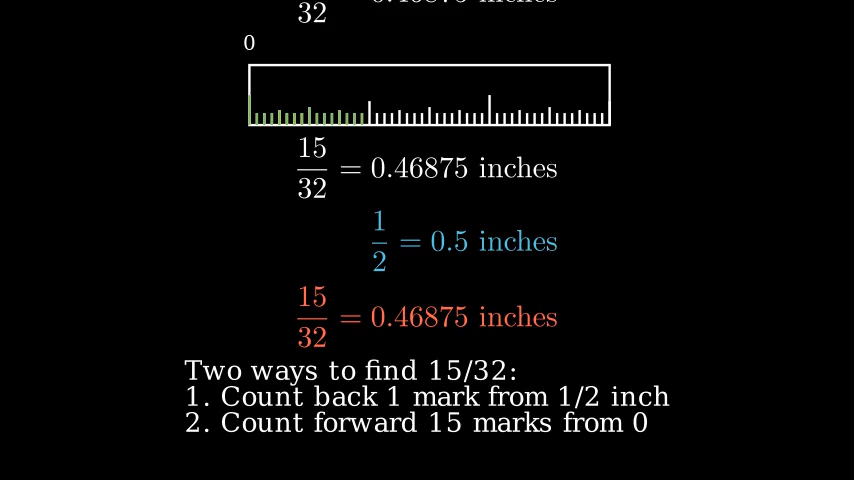 32
0
15/32 = 0.46875 inches
1/2 = 0.5 inches
15/32 = 0.46875 inches
Two ways to find 15/32:
1. Count back 1 mark from 1/2 inch
2. Count forward 15 marks from 0